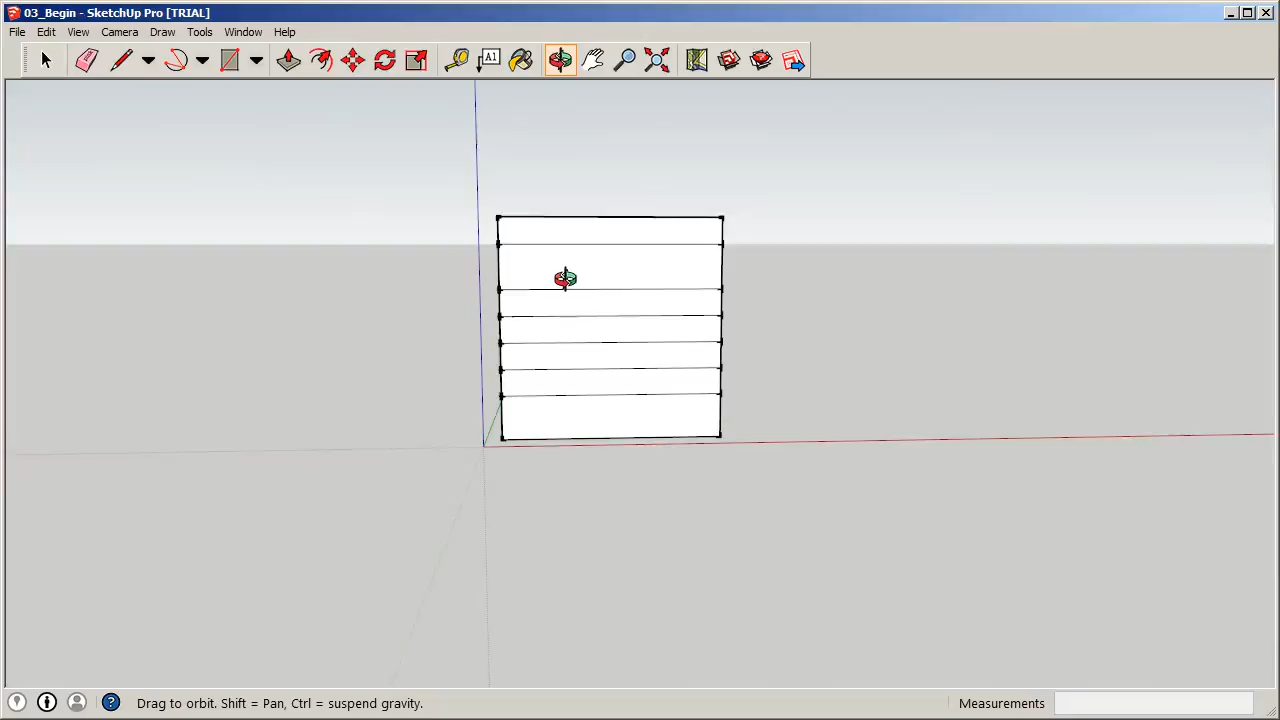 03_Begin - SketchUp Pro [TRIAL]
File Edit View Camera Draw Tools Window Help
A1
Drag to orbit. Shift = Pan, Ctrl = suspend gravity.
Measurements